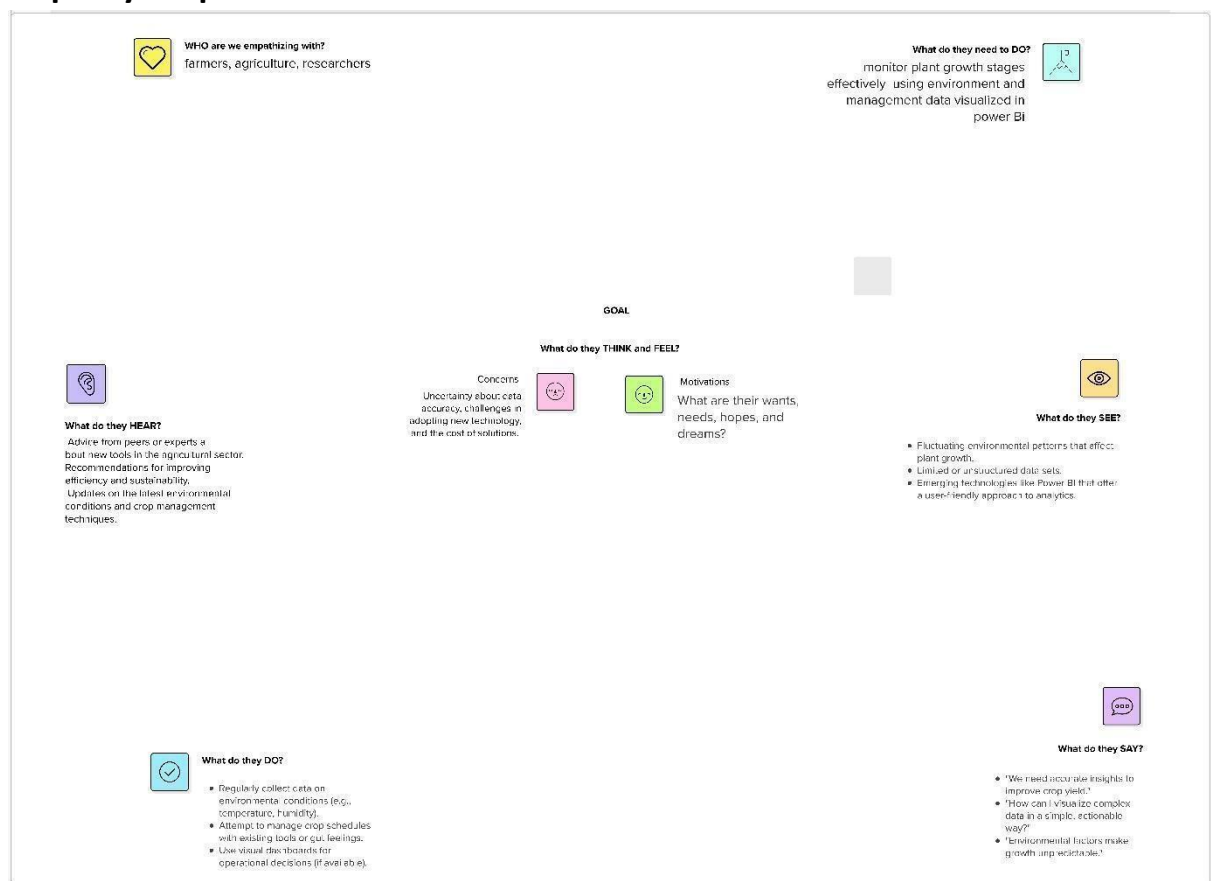 WHO are we empathizing with?
farmers, agriculture, researchers
What do they need to DO?
monitor plant growth stages
effectively using environment and
management data visualized in
power Bi
GOAL
What do they THINK and FEEL?
Concerns
Uncertainty about data
accuracy, challenges in
adopting new technology,
and the cost of solutions.
Motivations
What are their wants,
needs, hopes, and
dreams?
What do they HEAR?
Advice from peers or experts a
bout new tools in the agricultural sector.
Recommendations for improving
efficiency and sustainability.
Updates on the latest environmental
conditions and crop management
techniques.
What do they SEE?
• Fluctuating environmental patterns that affect
plant growth.
• Limited or unstructured data sets.
• Emerging technologies like Power BI that offer
a user-friendly approach to analytics.
What do they DO?
• Regularly collect data on
environmental conditions (e.g.,
temperature, humidity).
• Attempt to manage crop schedules
with existing tools or gut feelings.
• Use visual dashboards for
operational decisions (if available).
What do they SAY?
• "We need accurate insights to
improve crop yield."
• "How can I visualize complex
data in a simple, actionable
way?"
• "Environmental factors make
growth unpredictable."